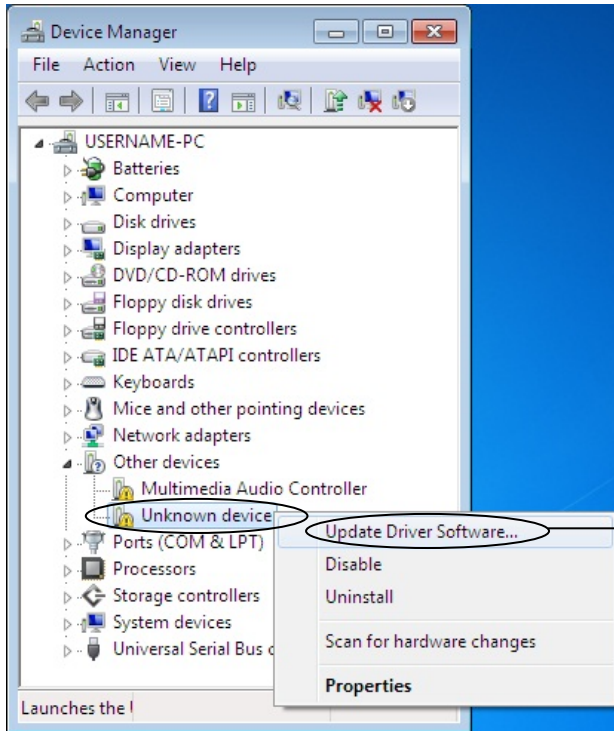 Device Manager
File Action View Help
USERNAME-PC
Batteries
Computer
Disk drives
Display adapters
DVD/CD-ROM drives
Floppy disk drives
Floppy drive controllers
IDE ATA/ATAPI controllers
Keyboards
Mice and other pointing devices
Network adapters
Other devices
Multimedia Audio Controller
Unknown device
Ports (COM & LPT)
Processors
Storage controllers
System devices
Universal Serial Bus
Update Driver Software...
Disable
Uninstall
Scan for hardware changes
Properties
Launches the